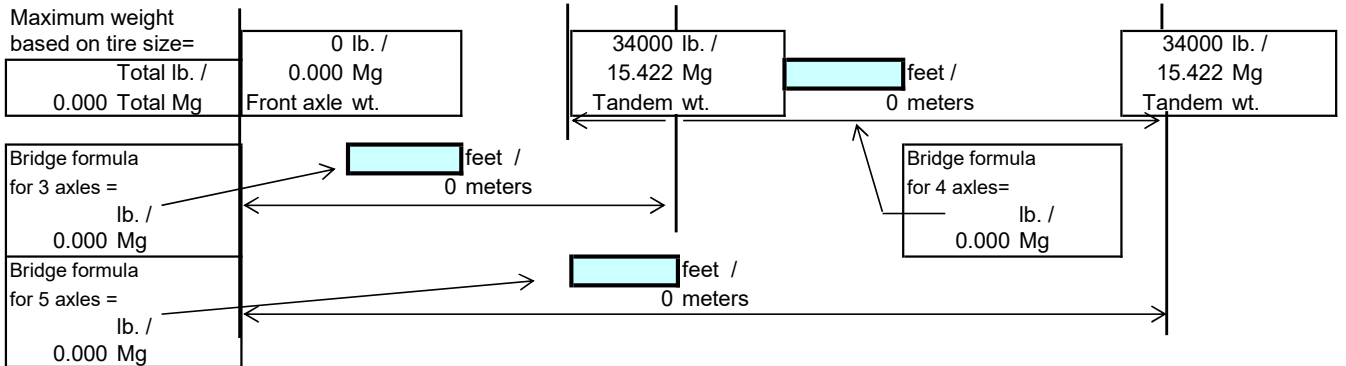 Maximum weight
based on tire size=
0 lb. /
34000 lb. /
34000 lb. /
Total lb. /
0.000 Mg
15.422 Mg
feet /
15.422 Mg
0.000 Total Mg
Front axle wt.
Tandem wt.
0 meters
Tandem wt.
Bridge formula
for 3 axles =
lb. /
0.000 Mg
feet /
0 meters
Bridge formula
for 4 axles=
lb. /
0.000 Mg
Bridge formula
for 5 axles =
lb. /
0.000 Mg
feet /
0 meters